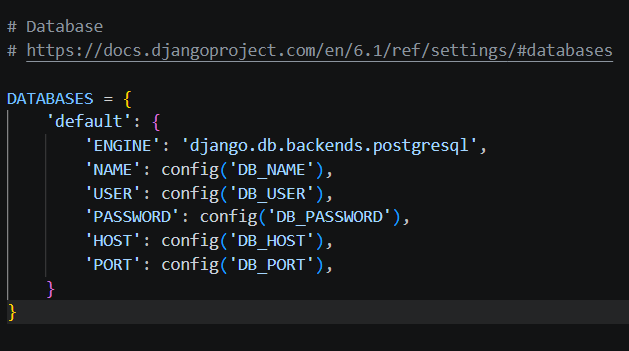 # Database
# https://docs.djangoproject.com/en/6.1/ref/settings/#databases
DATABASES = {
    'default': {
        'ENGINE': 'django.db.backends.postgresql',
        'NAME': config('DB_NAME'),
        'USER': config('DB_USER'),
        'PASSWORD': config('DB_PASSWORD'),
        'HOST': config('DB_HOST'),
        'PORT': config('DB_PORT'),
    }
}